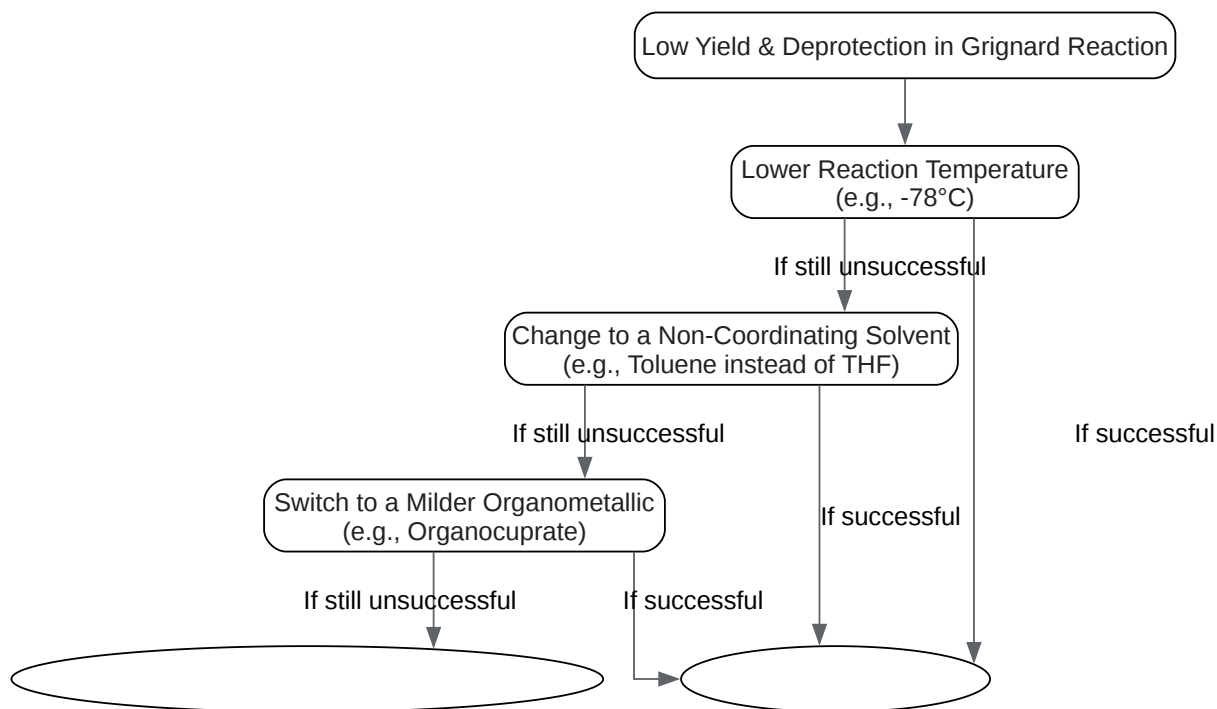 Low Yield & Deprotection in Grignard Reaction
Lower Reaction Temperature
(e.g., -78°C)
If still unsuccessful
Change to a Non-Coordinating Solvent
(e.g., Toluene instead of THF)
If still unsuccessful
If successful
Switch to a Milder Organometallic
(e.g., Organocuprate)
If successful
If still unsuccessful
If successful